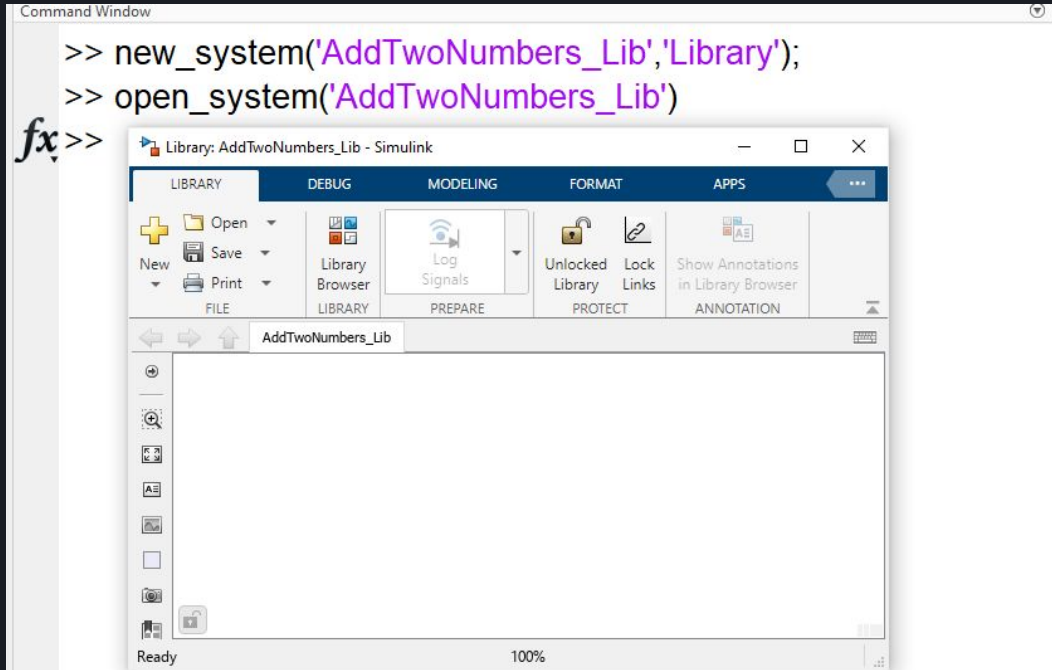 Command Window
>> new_system('AddTwoNumbers_Lib','Library');
>> open_system('AddTwoNumbers_Lib')
fx >>
Library: AddTwoNumbers_Lib - Simulink
LIBRARY DEBUG MODELING FORMAT APPS
New
Open
Save
Print
FILE
Library
Browser
LIBRARY
Log
Signals
PREPARE
Unlocked
Library
Lock
Links
PROTECT
Show Annotations
in Library Browser
ANNOTATION
AddTwoNumbers_Lib
Ready 100%